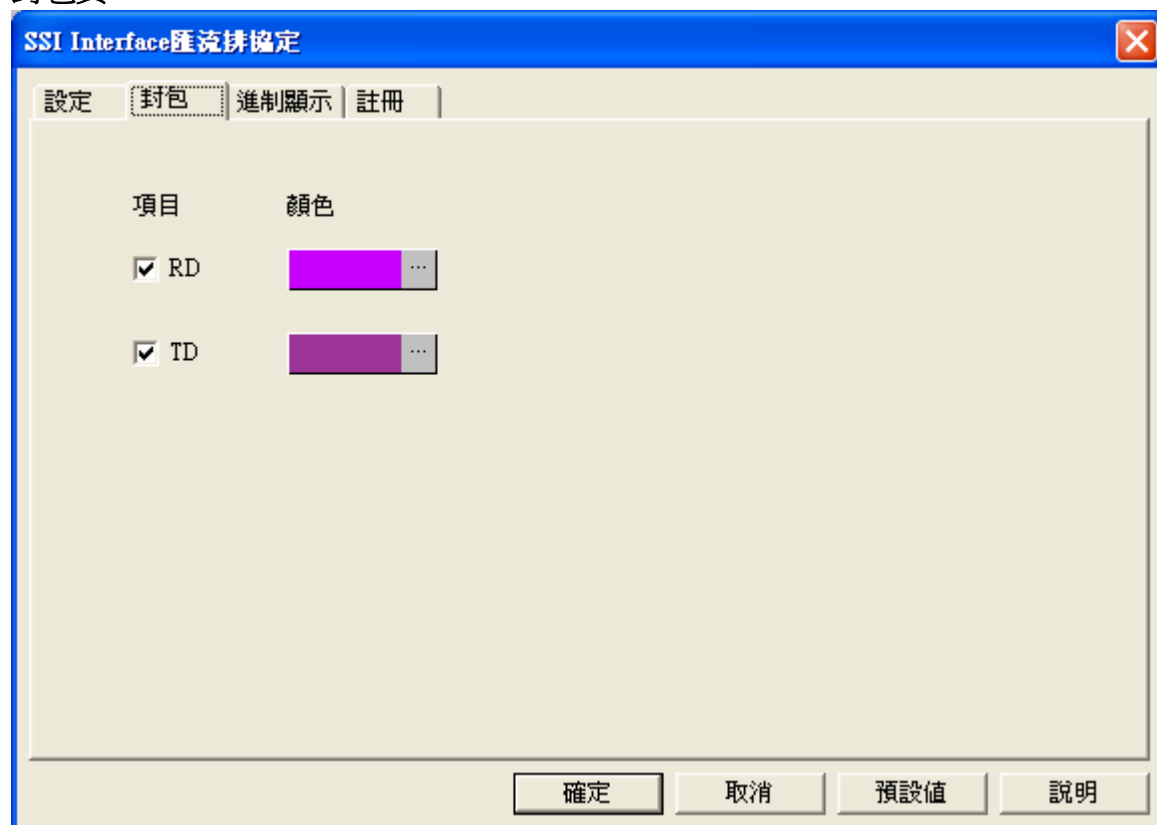 SSI Interface匯流排協定
設定 封包 進制顯示 註冊
項目 顏色
RD ...
TD ...
確定 取消 預設值 說明